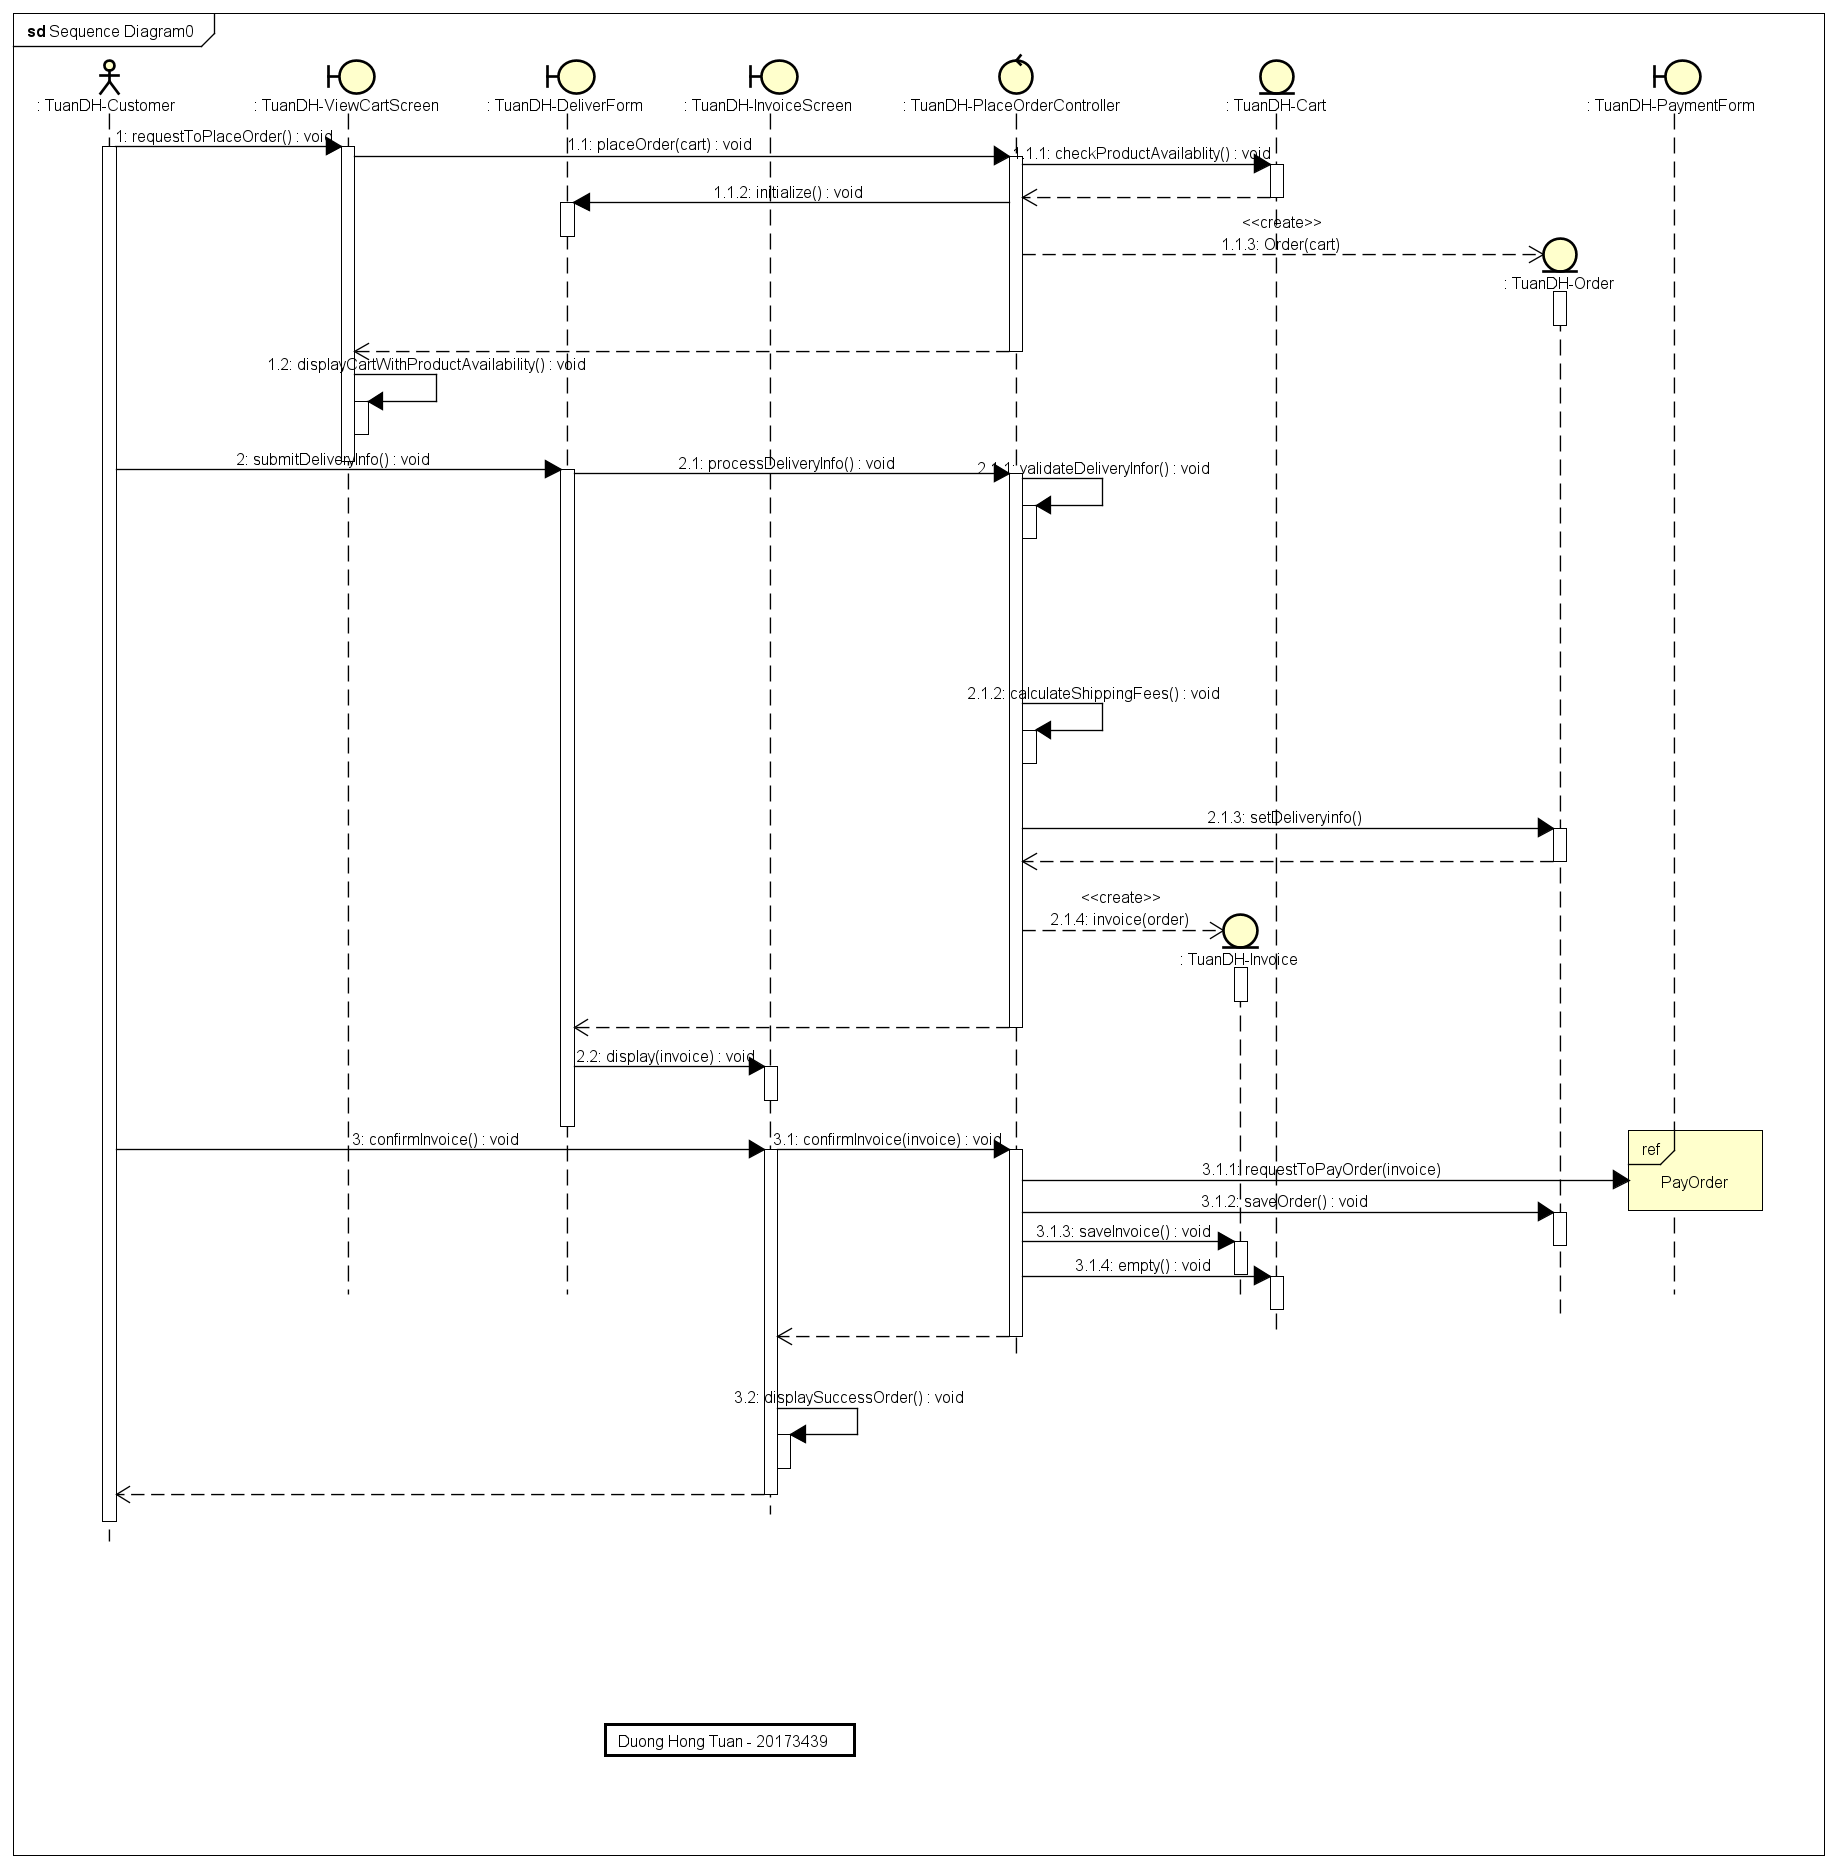 sd Sequence Diagram0
: TuanDH-Customer
: TuanDH-ViewCartScreen
: TuanDH-DeliverForm
: TuanDH-InvoiceScreen
: TuanDH-PlaceOrderController
: TuanDH-Cart
: TuanDH-PaymentForm
1: requestToPlaceOrder() : void
1.1: placeOrder(cart) : void
1.1.1: checkProductAvailablity() : void
1.1.2: initialize() : void
<<create>>
1.1.3: Order(cart)
: TuanDH-Order
1.2: displayCartWithProductAvailability() : void
2: submitDeliveryInfo() : void
2.1: processDeliveryInfo() : void
2.1.1: validateDeliveryInfor() : void
2.1.2: calculateShippingFees() : void
2.1.3: setDeliveryinfo()
<<create>>
2.1.4: invoice(order)
: TuanDH-Invoice
2.2: display(invoice) : void
3: confirmInvoice() : void
3.1: confirmInvoice(invoice) : void
ref
3.1.1: requestToPayOrder(invoice)
PayOrder
3.1.2: saveOrder() : void
3.1.3: saveInvoice() : void
3.1.4: empty() : void
3.2: displaySuccessOrder() : void
Duong Hong Tuan - 20173439